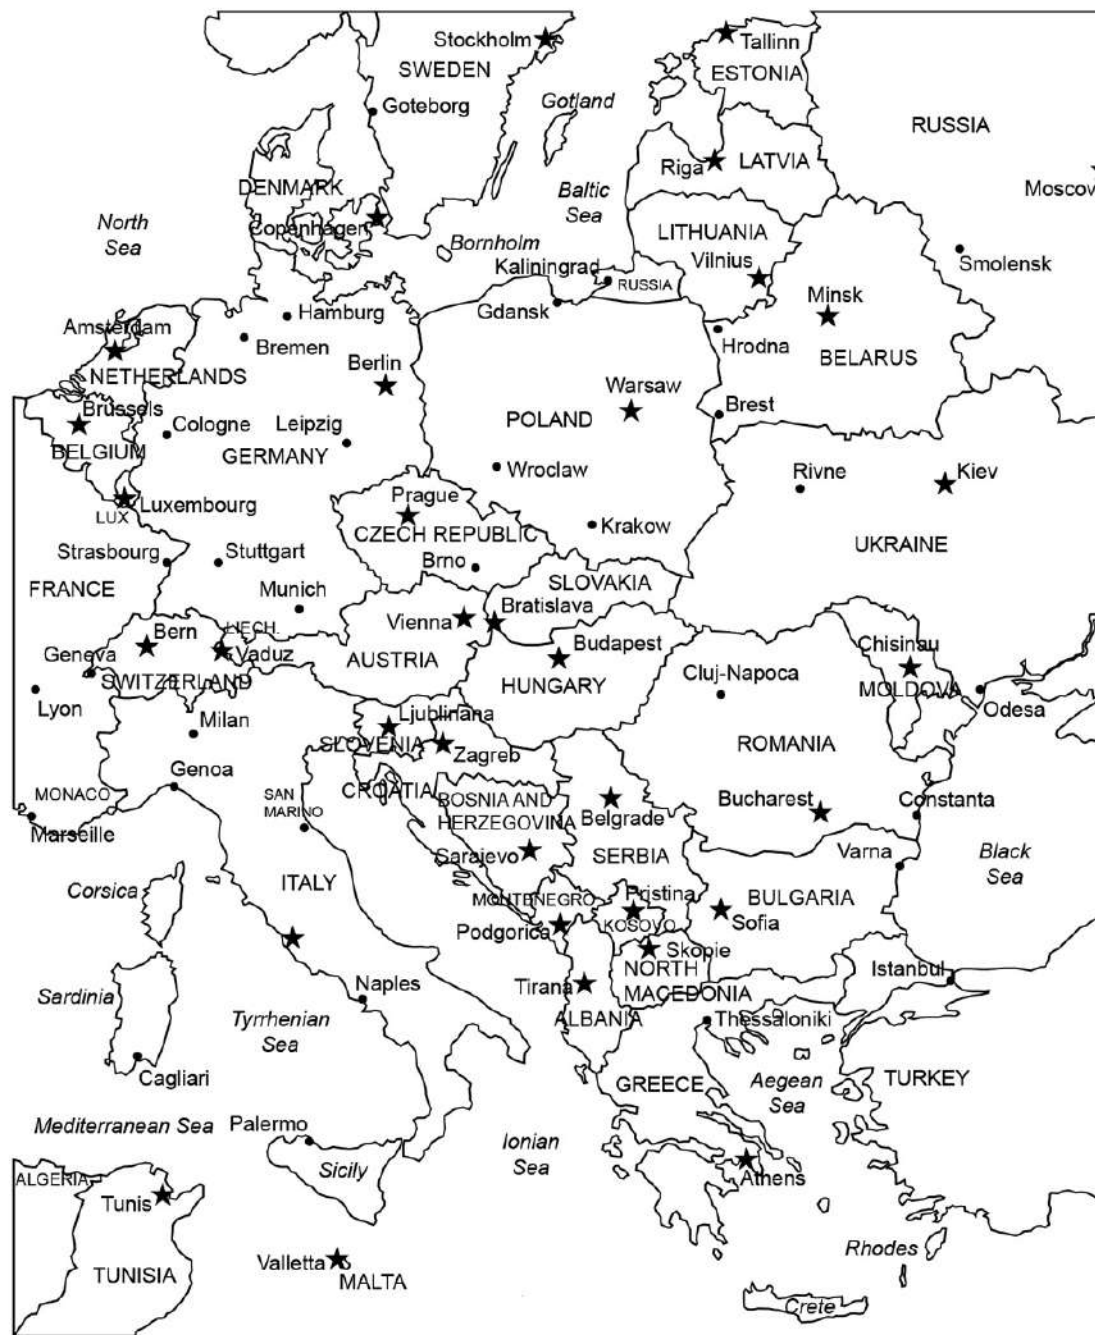 Stockholm
SWEDEN
Tallinn
ESTONIA
Goteborg
Gotland
RUSSIA
Riga
LATVIA
Moscov
DENMARK
Baltic
Sea
North
Sea
Copenhagen
Bornholm
LITHUANIA
Vilnius
Kaliningrad
RUSSIA
Smolensk
Minsk
Gdansk
Hamburg
Amsterdam
Bremen
Hrodna
BELARUS
Berlin
NETHERLANDS
Warsaw
Brussels
Cologne
Leipzig
POLAND
Brest
BELGIUM
GERMANY
Wroclaw
Rivne
Kiev
Prague
Luxembourg
LUX
CZECH REPUBLIC
Krakow
UKRAINE
Strasbourg
Stuttgart
Brno
FRANCE
Munich
SLOVAKIA
Vienna
Bratislava
Bern
LIECH.
Vaduz
Geneva
Budapest
Chisinau
AUSTRIA
SWITZERLAND
HUNGARY
Cluj-Napoca
MOLDOVA
Lyon
Odesa
Milan
Ljublinana
SLOVENIA
Zagreb
ROMANIA
Genoa
CROATIA
MONACO
SAN
MARINO
BOSNIA AND
HERZEGOVINA
Belgrade
Bucharest
Constanta
Marseille
Sarajevo
SERBIA
Varna
Black
Sea
Corsica
ITALY
MONTENEGRO
Pristina
KOSOVO
BULGARIA
Podgorica
Sofia
Skopie
NORTH
MACEDONIA
Istanbul
Sardinia
Naples
Tirana
Tyrrhenian
Sea
ALBANIA
Thessaloniki
Cagliari
GREECE
Aegean
Sea
TURKEY
Mediterranean Sea
Palermo
Ionian
Sea
Sicily
Athens
ALGERIA
Tunis
TUNISIA
Valletta
MALTA
Rhodes
Crete